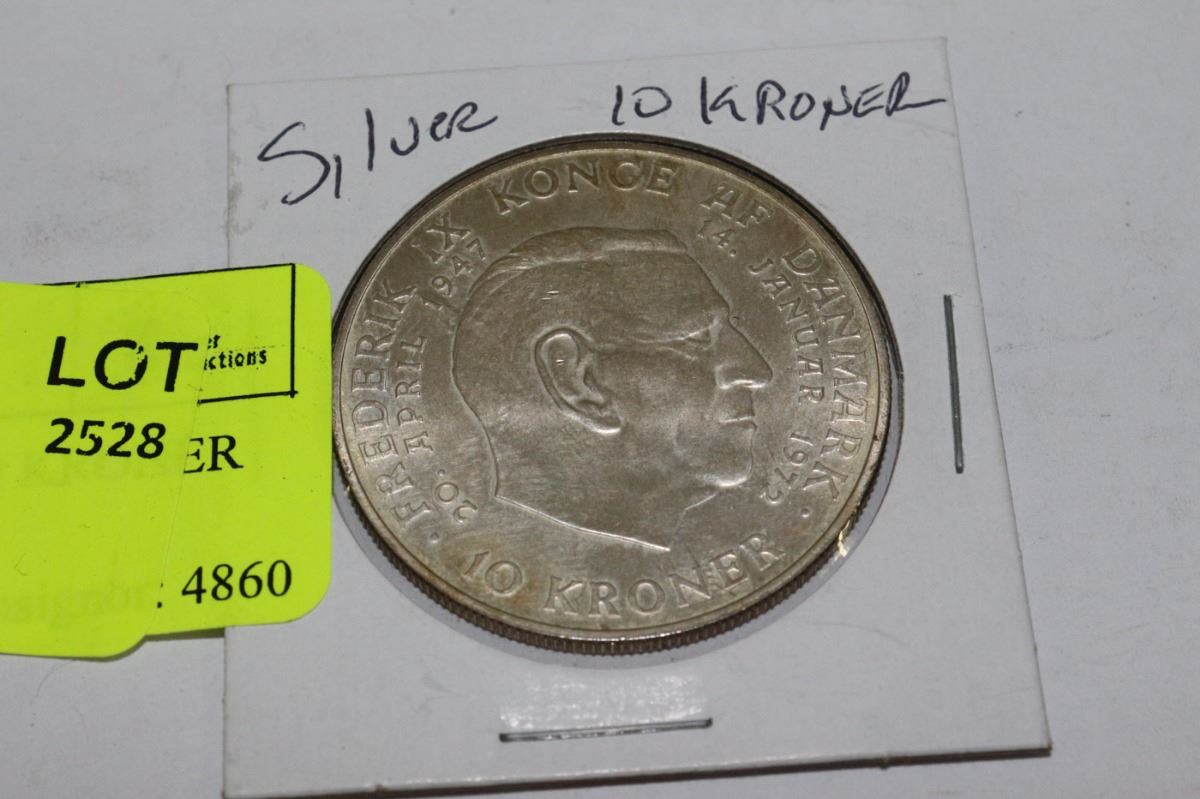 Silver 10 KRONER
FREDERIK IX KONGE AF DANMARK
20. APRIL 1947 14. JANUAR 1972
10 KRONER
LOT
2528
ctions
ER
: 4860